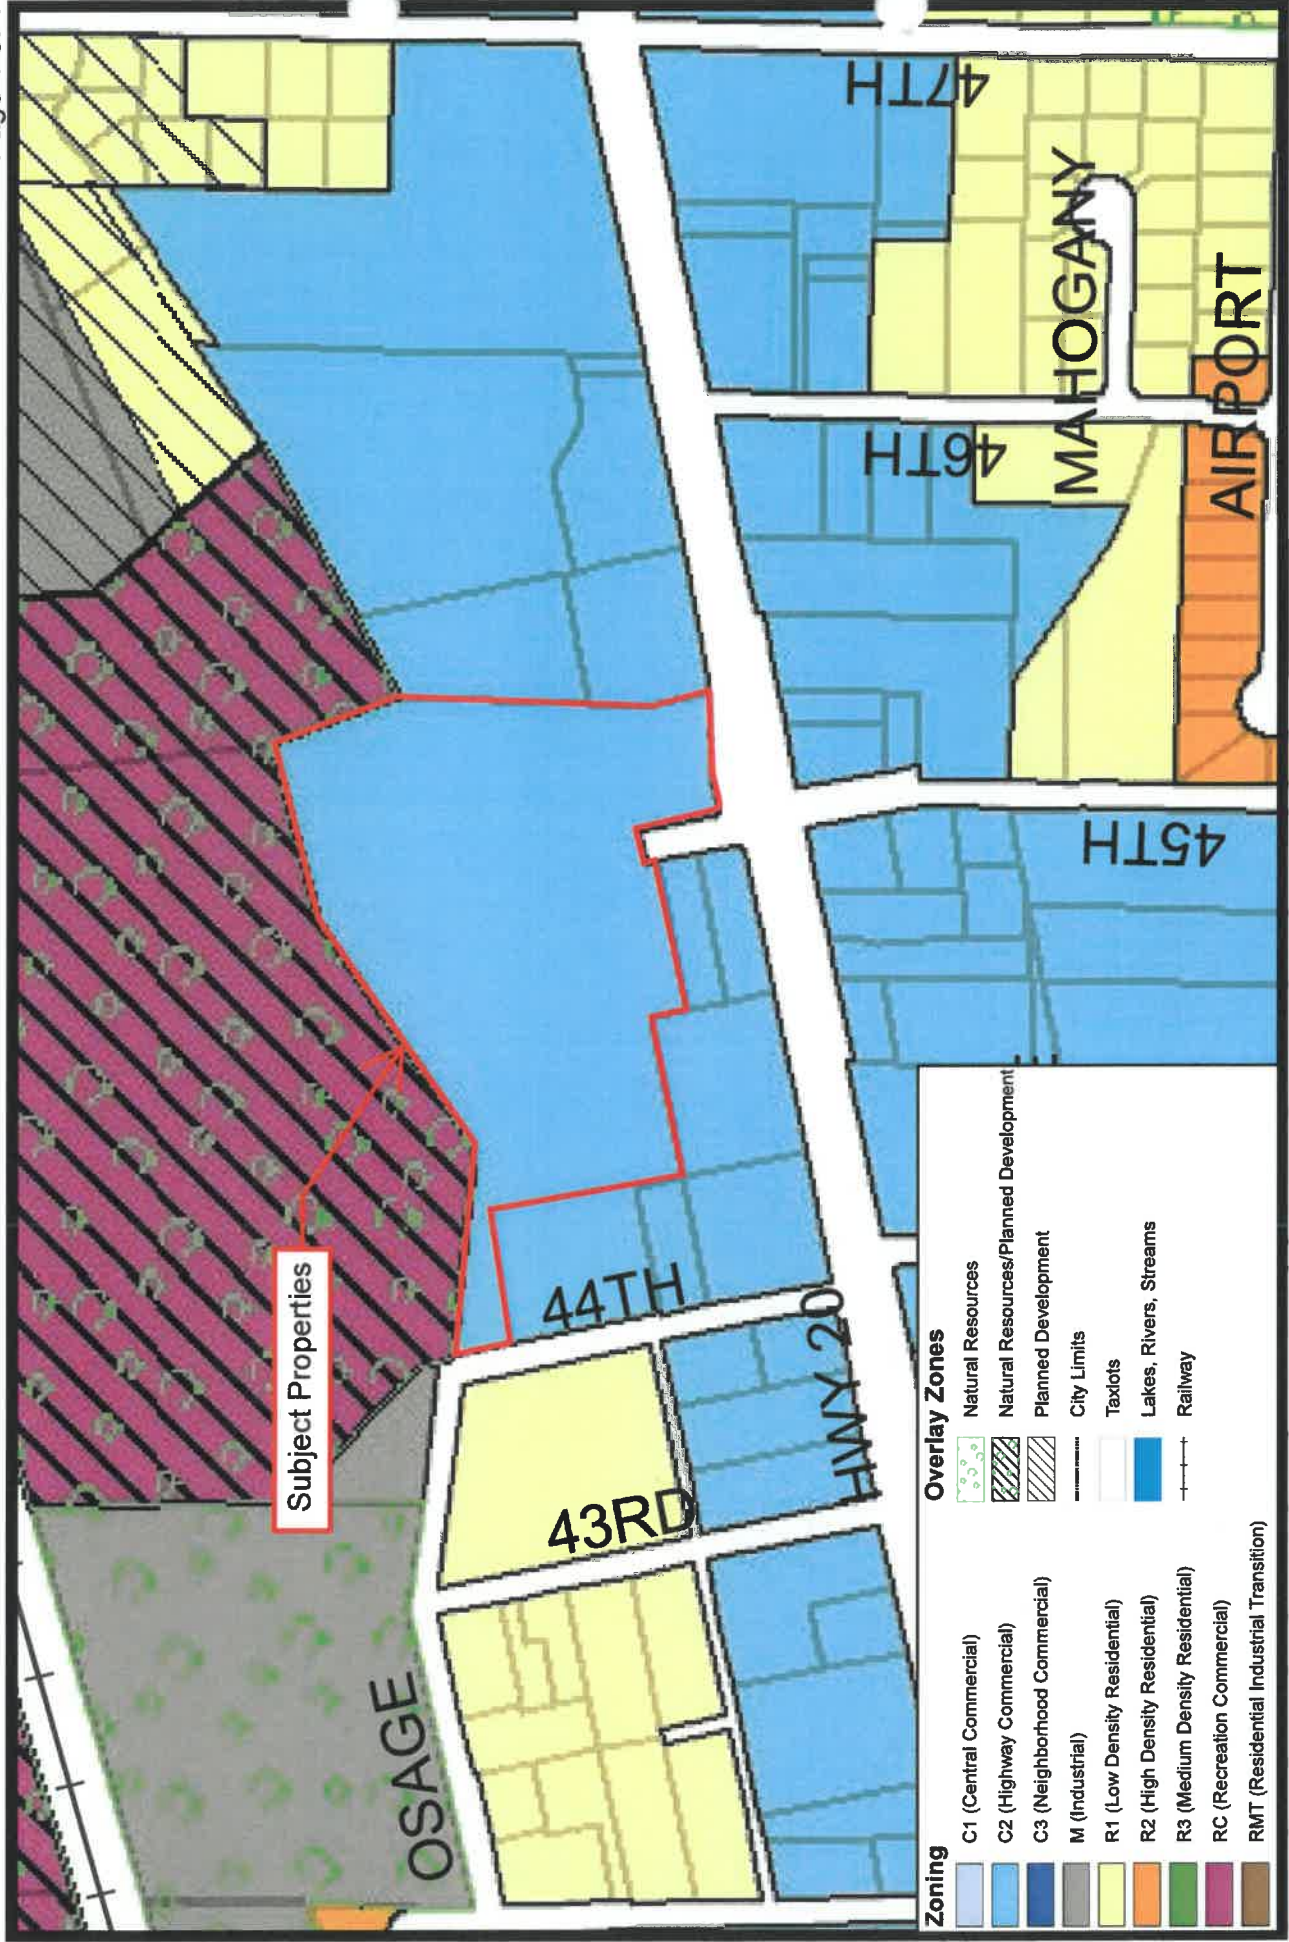 Subject Properties
OSAGE
43RD
44TH
HWY 20
45TH
46TH
47TH
MAHOGANY
AIRPORT
Zoning
C1 (Central Commercial)
C2 (Highway Commercial)
C3 (Neighborhood Commercial)
M (Industrial)
R1 (Low Density Residential)
R2 (High Density Residential)
R3 (Medium Density Residential)
RC (Recreation Commercial)
RMT (Residential Industrial Transition)
Overlay Zones
Natural Resources
Natural Resources/Planned Development
Planned Development
City Limits
Taxlots
Lakes, Rivers, Streams
Railway